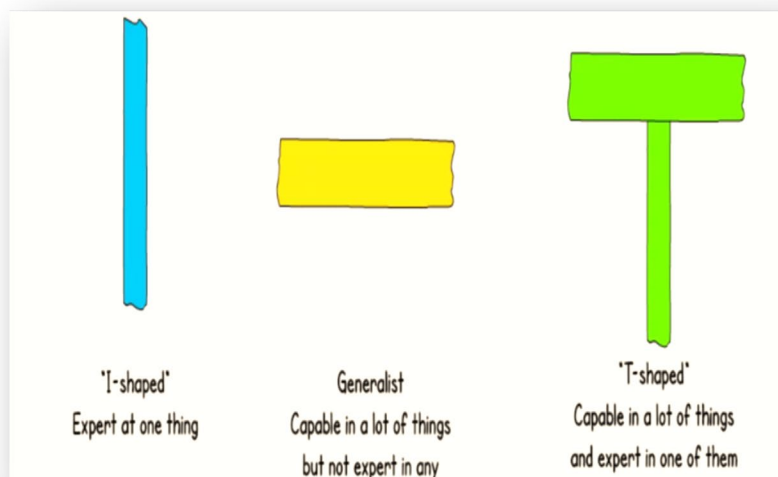 "I-shaped"
Expert at one thing
Generalist
Capable in a lot of things
but not expert in any
"T-shaped"
Capable in a lot of things
and expert in one of them